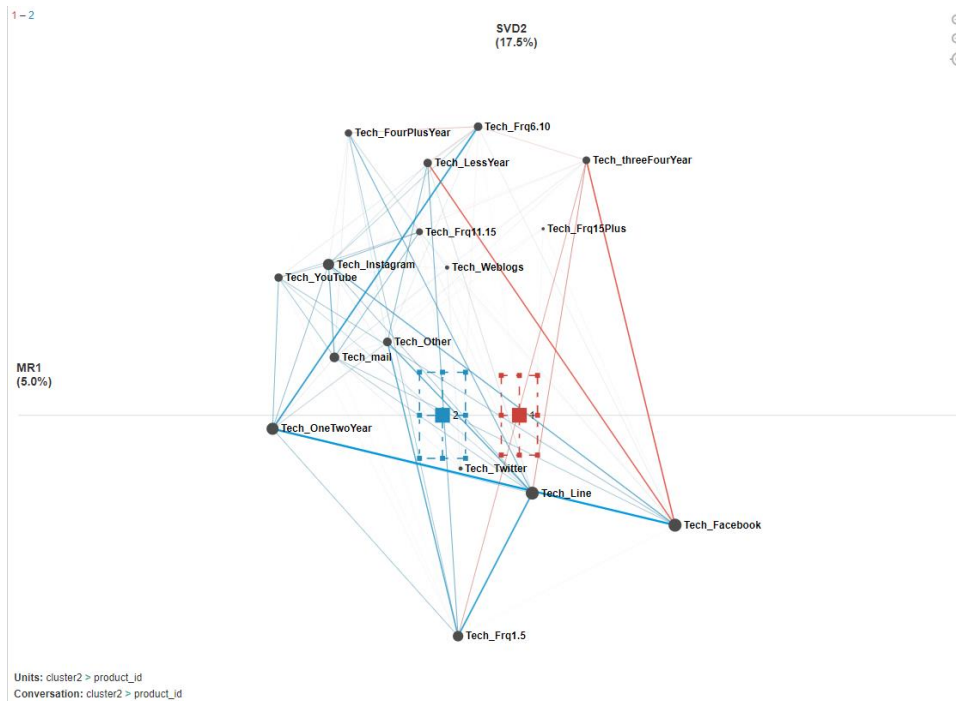 1 – 2
SVD2
(17.5%)
Tech_FourPlusYear
Tech_Frq6.10
Tech_LessYear
Tech_threeFourYear
Tech_Frq11.15
Tech_Frq15Plus
Tech_Instagram
Tech_Weblogs
Tech_YouTube
Tech_Other
Tech_mail
MR1
(5.0%)
2
Tech_OneTwoYear
Tech_Twitter
Tech_Line
Tech_Facebook
Tech_Frq1.5
Units: cluster2 > product_id
Conversation: cluster2 > product_id